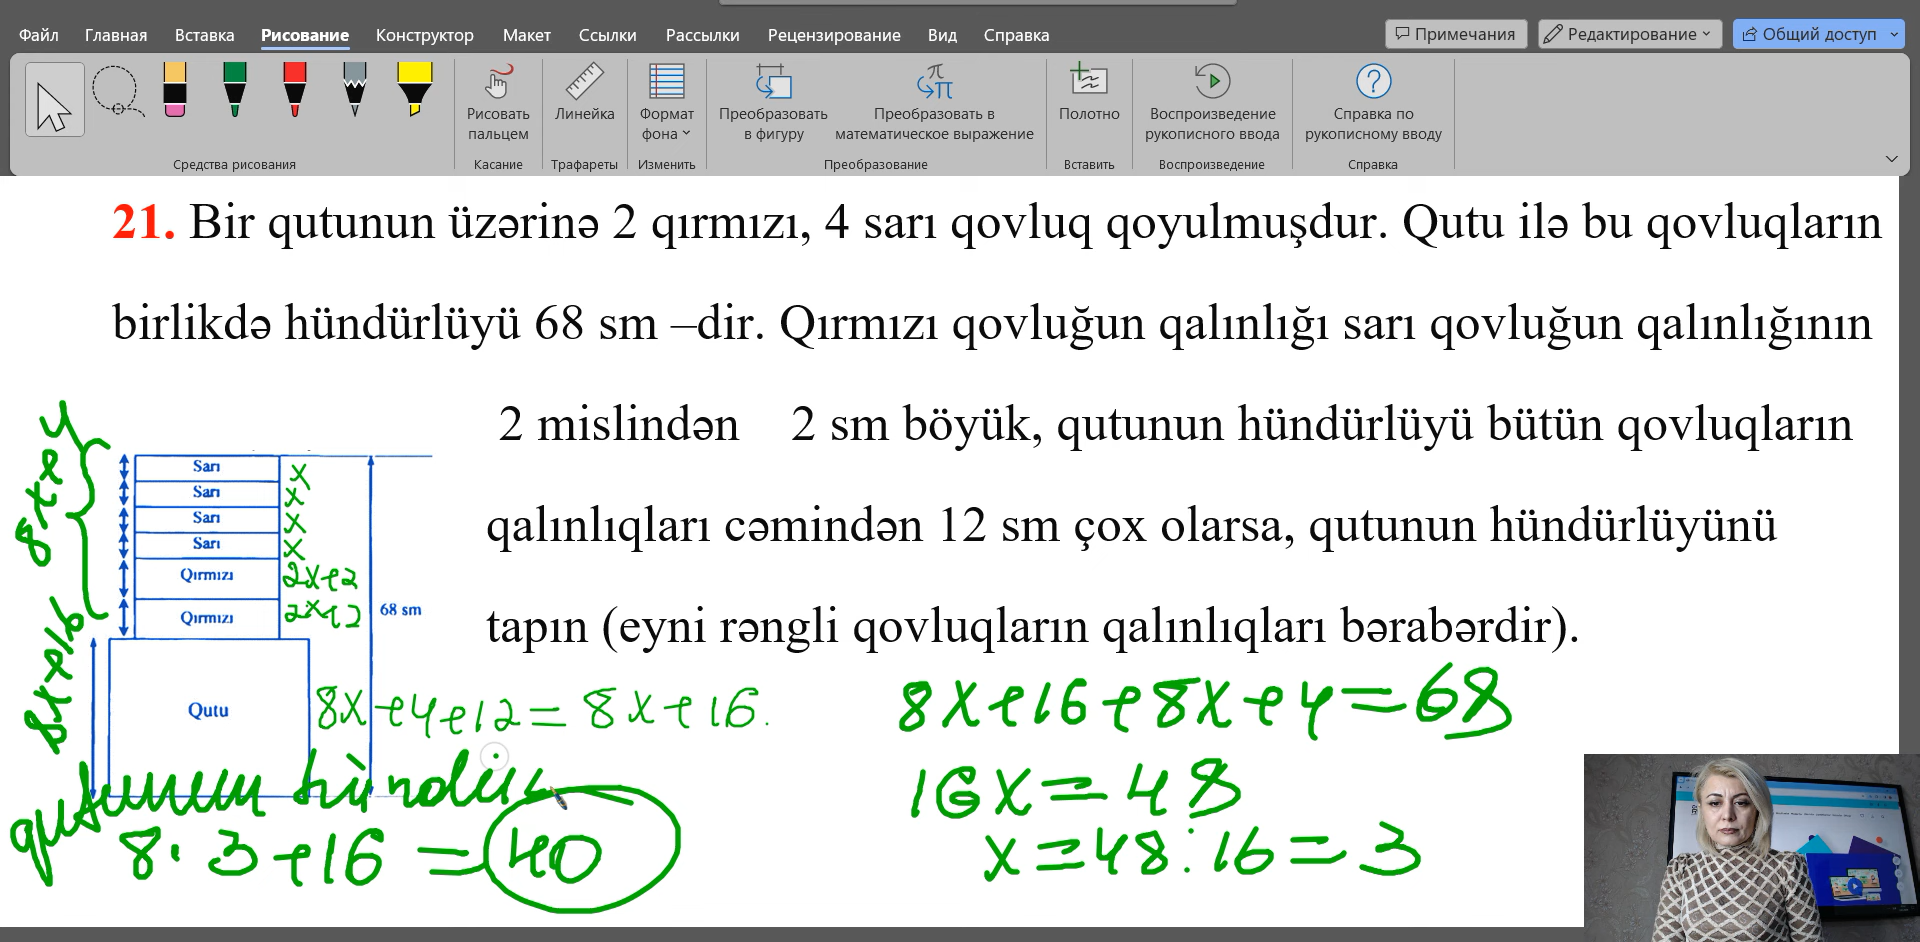 Файл Главная Вставка Рисование Конструктор Макет Ссылки Рассылки Рецензирование Вид Справка Примечания Редактирование Общий доступ
Рисовать пальцем
Линейка
Формат фона
Преобразовать в фигуру
Преобразовать в математическое выражение
Полотно
Воспроизведение рукописного ввода
Справка по рукописному вводу
Средства рисования Касание Трафареты Изменить Преобразование Вставить Воспроизведение Справка
21. Bir qutunun üzərinə 2 qırmızı, 4 sarı qovluq qoyulmuşdur. Qutu ilə bu qovluqların
birlikdə hündürlüyü 68 sm –dir. Qırmızı qovluğun qalınlığı sarı qovluğun qalınlığının
2 mislindən 2 sm böyük, qutunun hündürlüyü bütün qovluqların
qalınlıqları cəmindən 12 sm çox olarsa, qutunun hündürlüyünü
tapın (eyni rəngli qovluqların qalınlıqları bərabərdir).
8x+4
Sarı x
Sarı x
Sarı x
Sarı x
Qırmızı 2x+2
Qırmızı 2x+2
68 sm
8x+16
Qutu
8x+4+12=8x+16.
8x+16+8x+4=68
16x=48
x=48:16=3
qutunun hündür
8·3+16=40